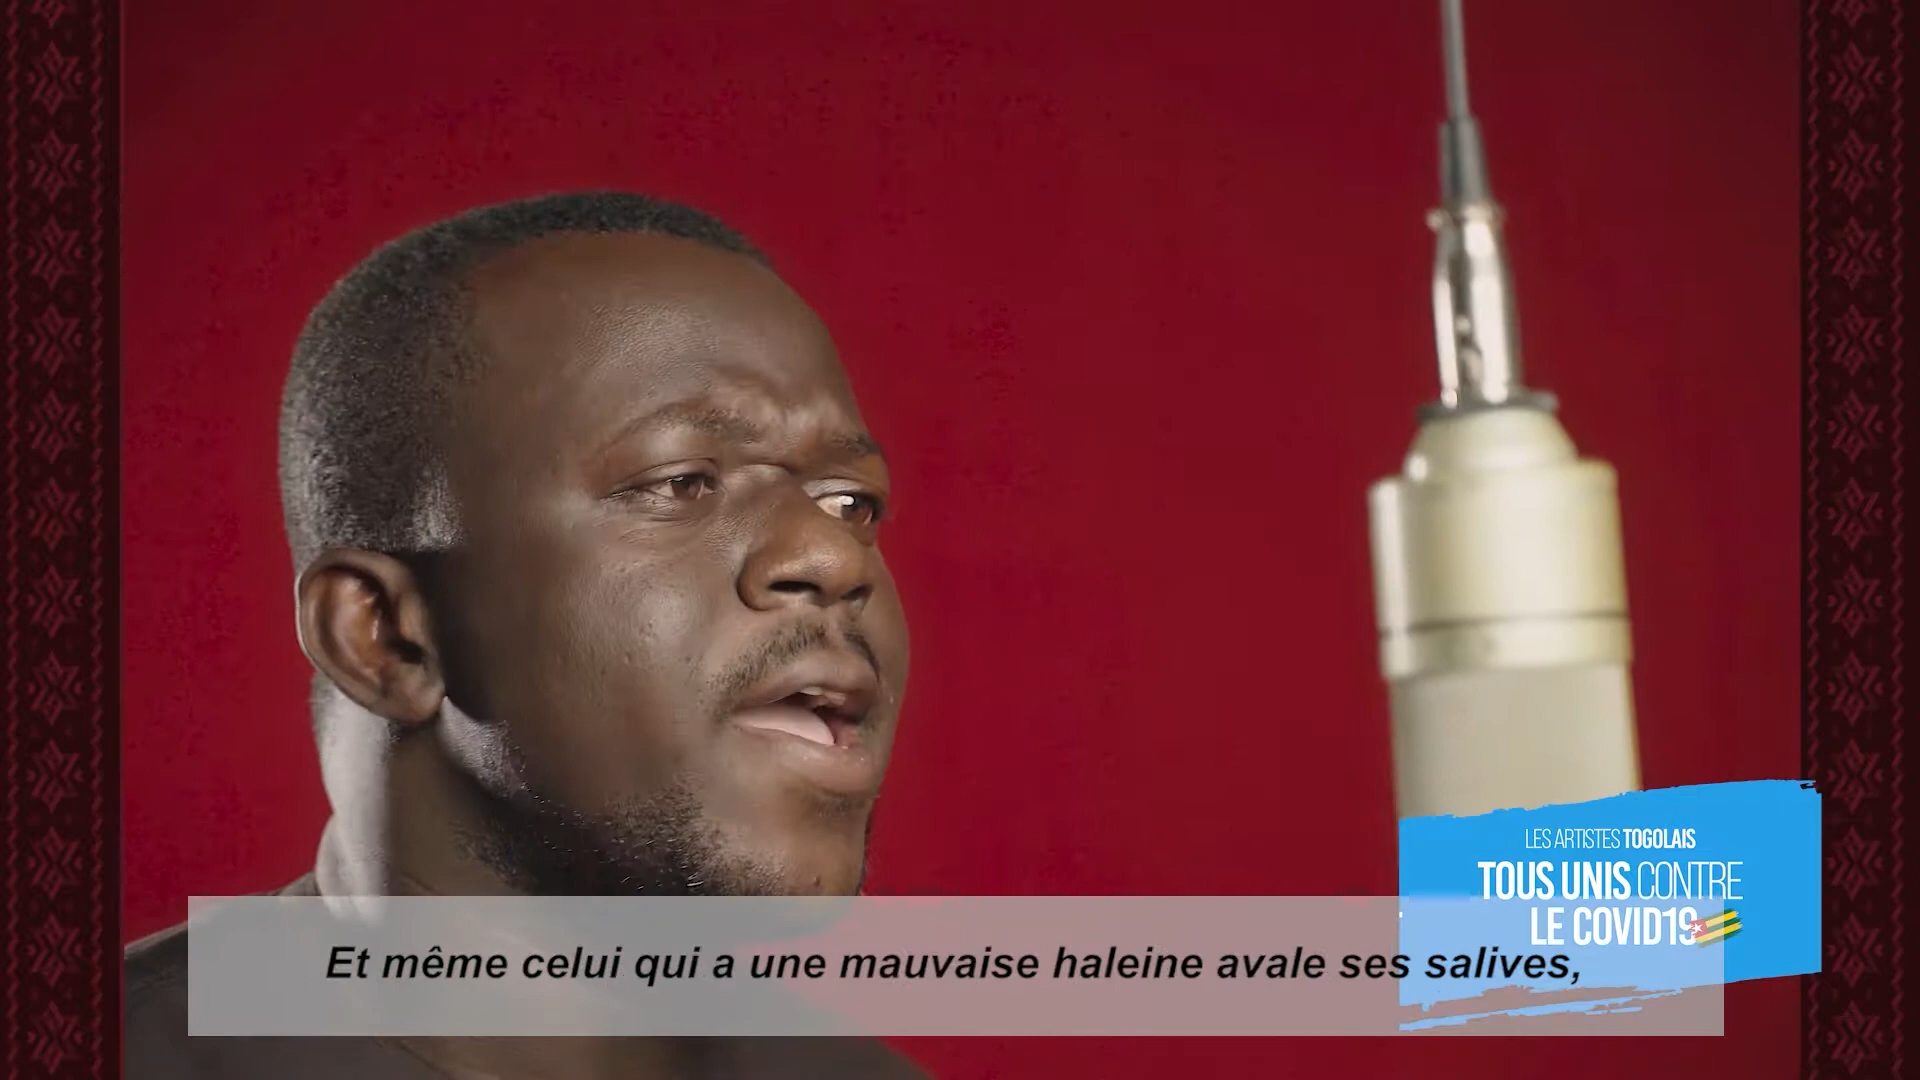 LES ARTISTES TOGOLAIS
TOUS UNIS CONTRE
LE COVID19
Et même celui qui a une mauvaise haleine avale ses salives,